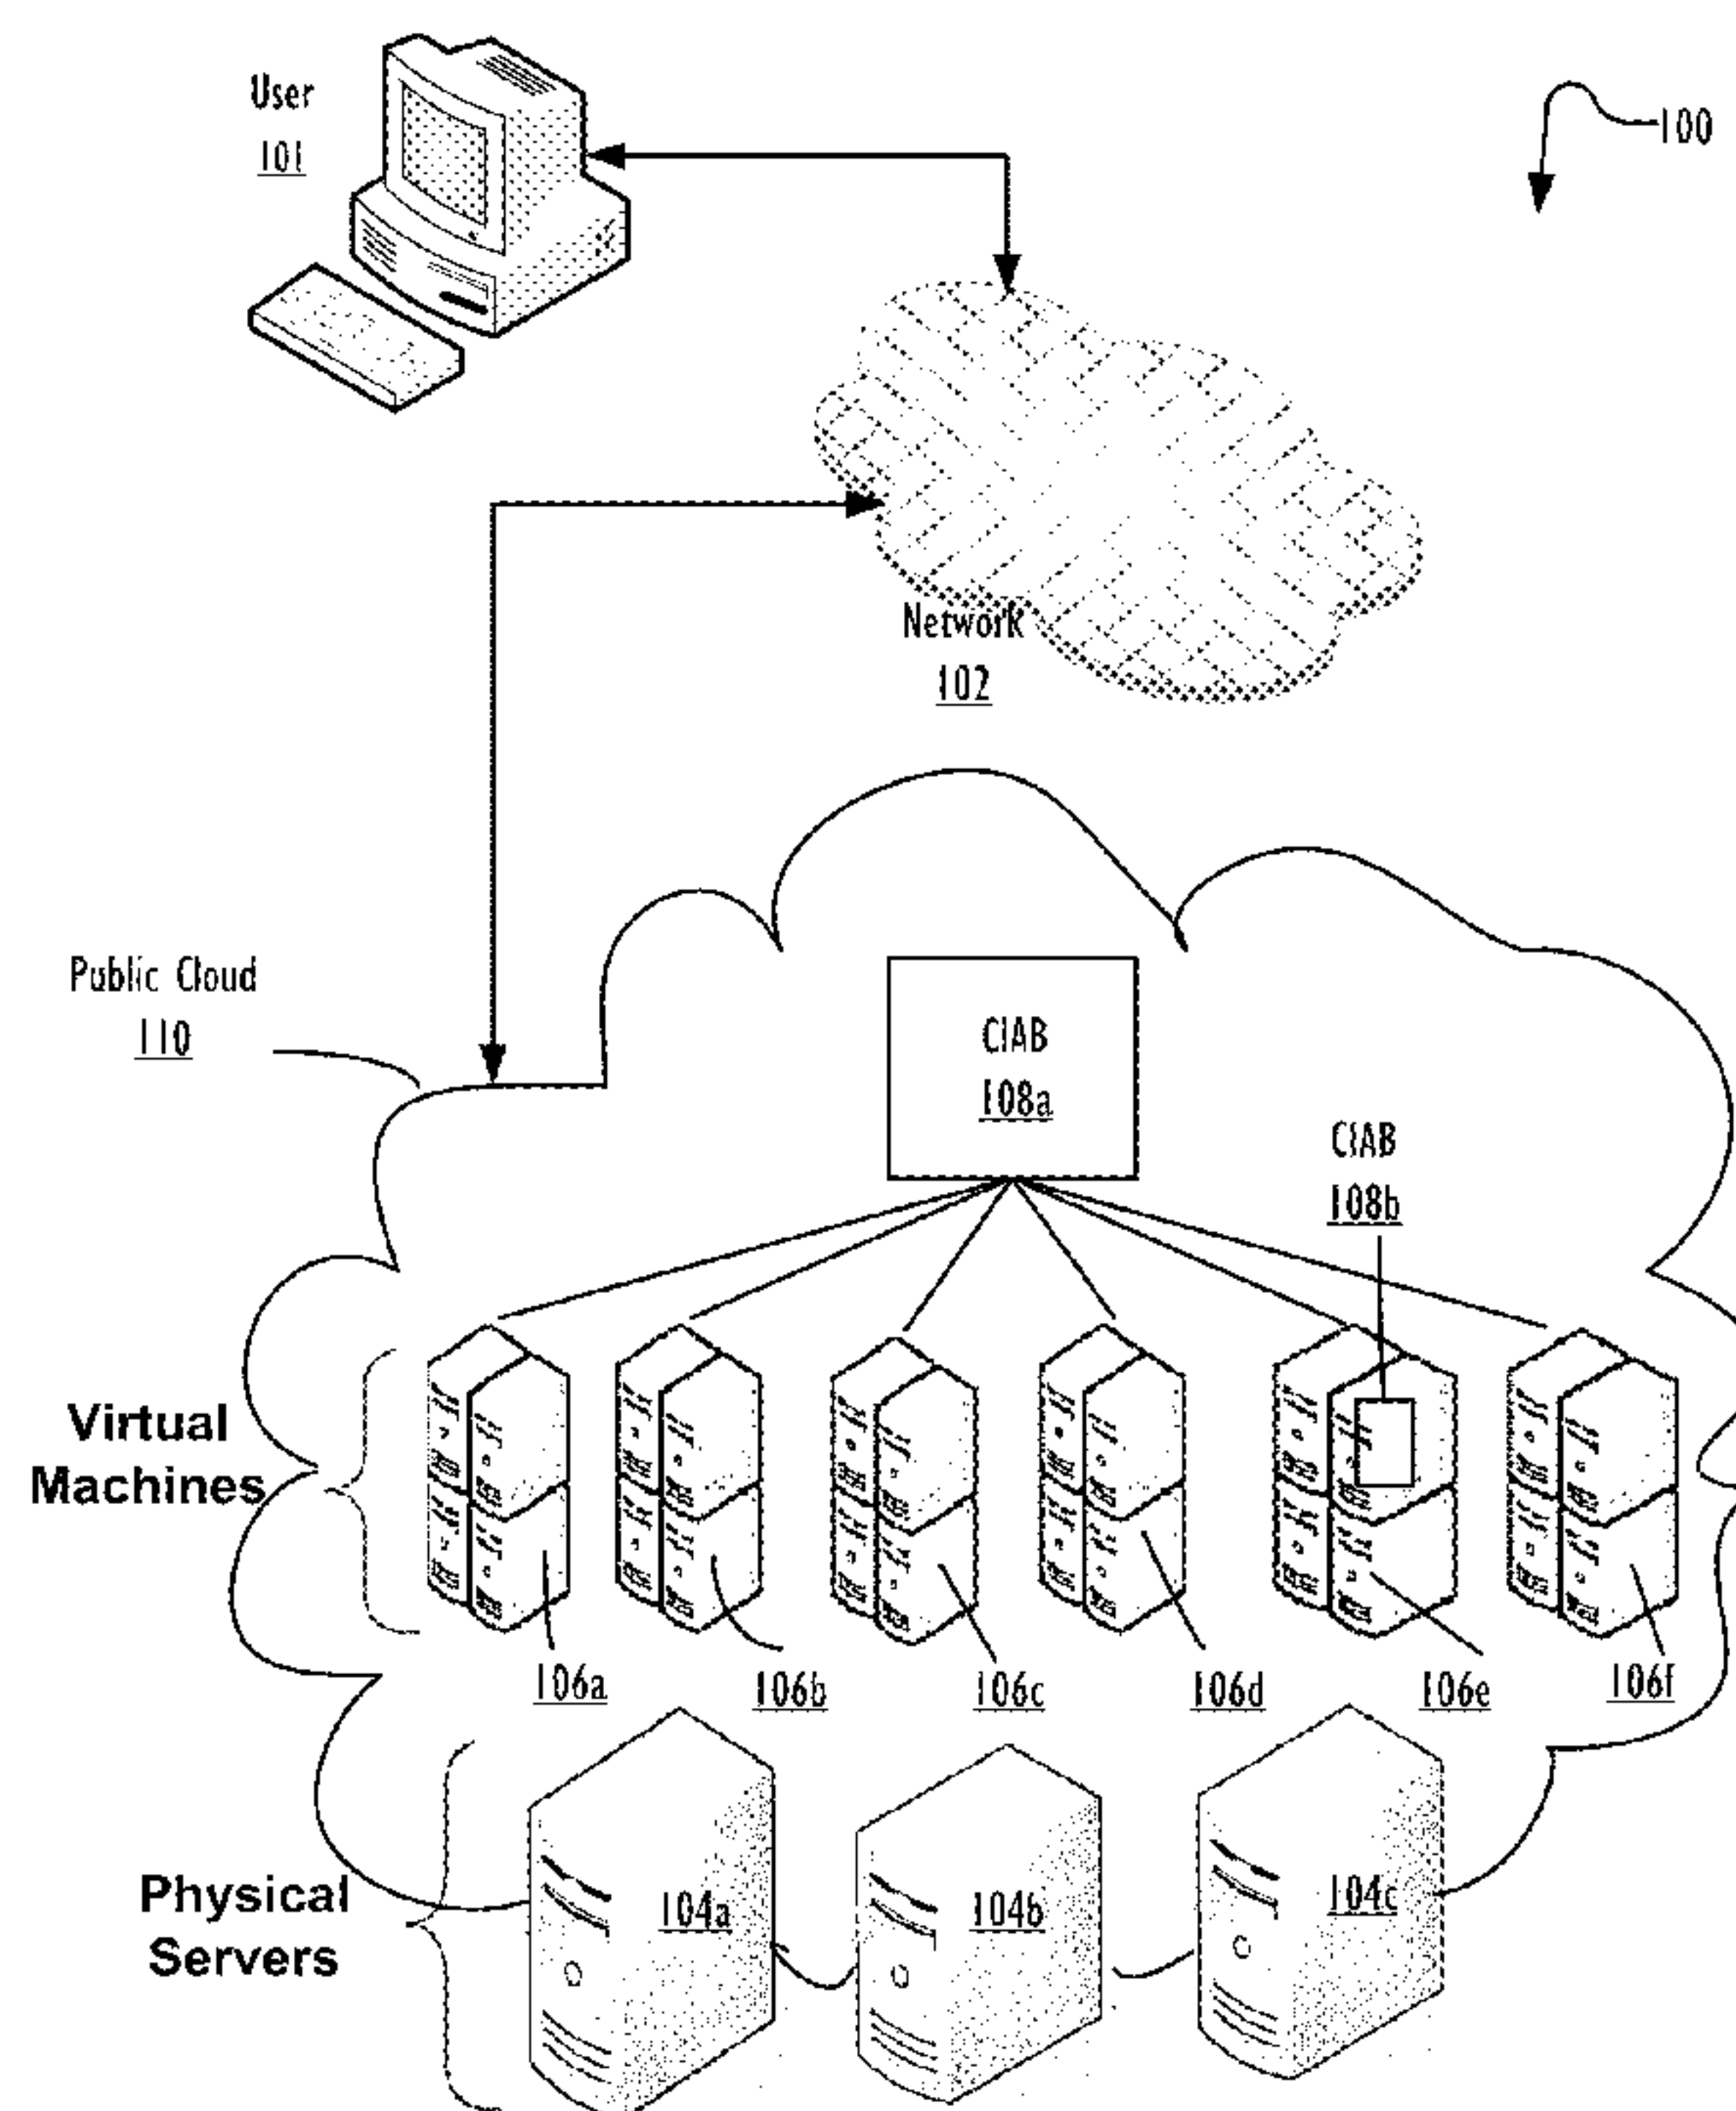 User
101
100
Network
102
Public Cloud
110
CIAB
108a
CIAB
108b
Virtual
Machines
106a
106b
106c
106d
106e
106f
Physical
Servers
104a
104b
104c